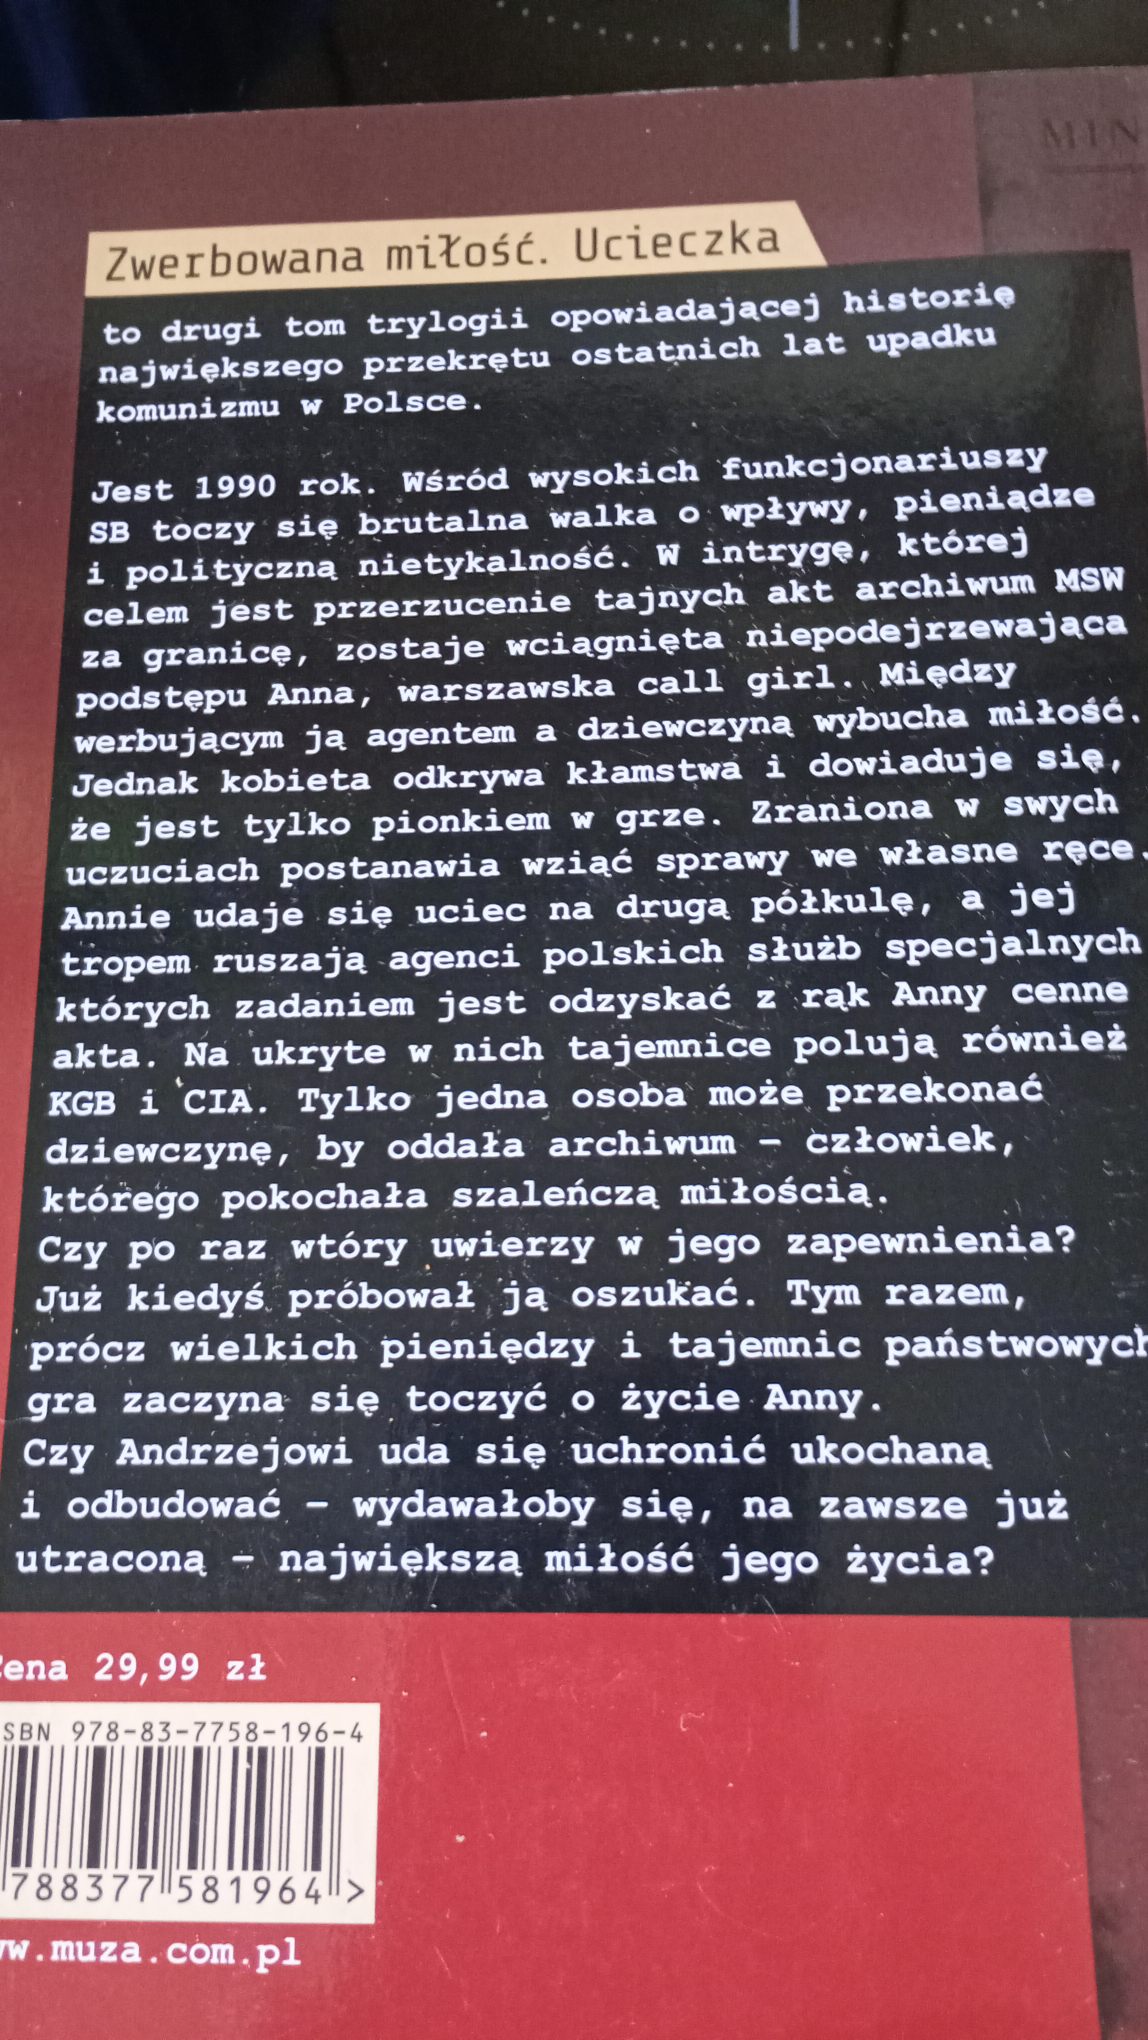 MIN
Zwerbowana miłość. Ucieczka
to drugi tom trylogii opowiadającej historię
największego przekrętu ostatnich lat upadku
komunizmu w Polsce.
Jest 1990 rok. Wśród wysokich funkcjonariuszy
SB toczy się brutalna walka o wpływy, pieniądze
i polityczną nietykalność. W intrygę, której
celem jest przerzucenie tajnych akt archiwum MSW
za granicę, zostaje wciągnięta niepodejrzewająca
podstępu Anna, warszawska call girl. Między
werbującym ją agentem a dziewczyną wybucha miłość.
Jednak kobieta odkrywa kłamstwa i dowiaduje się,
że jest tylko pionkiem w grze. Zraniona w swych
uczuciach postanawia wziąć sprawy we własne ręce.
Annie udaje się uciec na drugą półkulę, a jej
tropem ruszają agenci polskich służb specjalnych
których zadaniem jest odzyskać z rąk Anny cenne
akta. Na ukryte w nich tajemnice polują również
KGB i CIA. Tylko jedna osoba może przekonać
dziewczynę, by oddała archiwum – człowiek,
którego pokochała szaleńczą miłością.
Czy po raz wtóry uwierzy w jego zapewnienia?
Już kiedyś próbował ją oszukać. Tym razem,
prócz wielkich pieniędzy i tajemnic państwowych
gra zaczyna się toczyć o życie Anny.
Czy Andrzejowi uda się uchronić ukochaną
i odbudować – wydawałoby się, na zawsze już
utraconą – największą miłość jego życia?
Cena 29,99 zł
SBN 978-83-7758-196-4
788377 581964 >
w.muza.com.pl